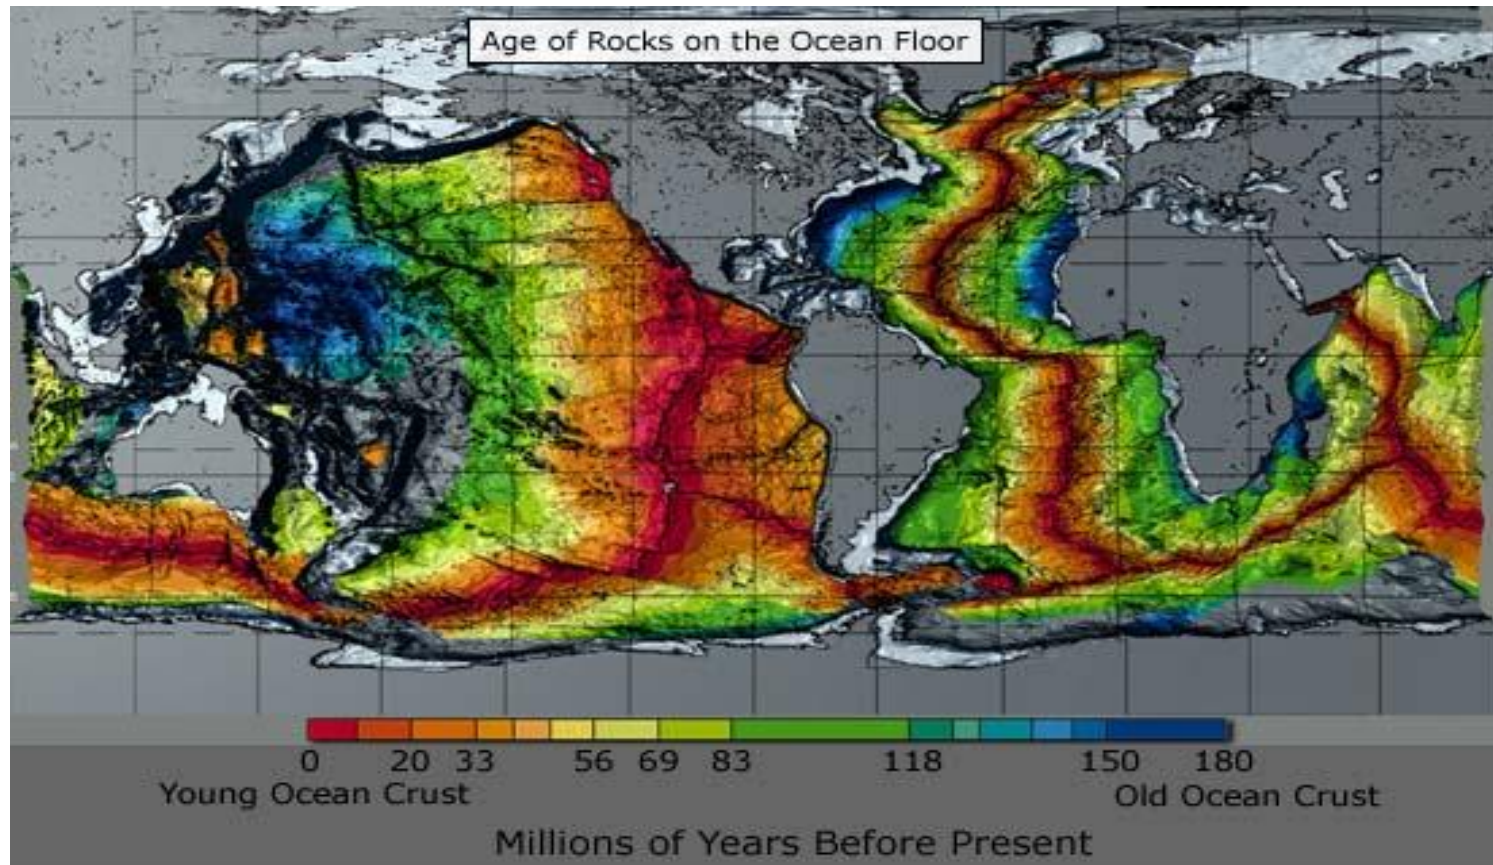 Age of Rocks on the Ocean Floor
0 20 33 56 69 83 118 150 180
Young Ocean Crust Old Ocean Crust
Millions of Years Before Present